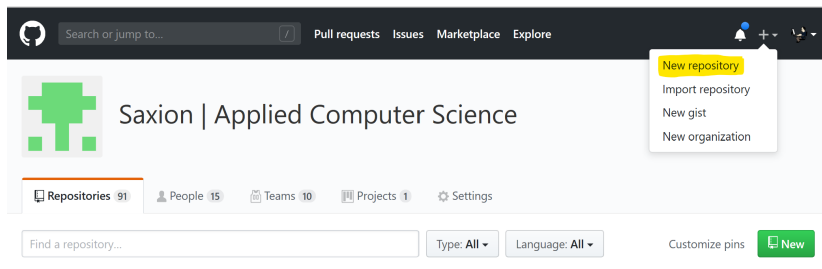 Search or jump to... / Pull requests Issues Marketplace Explore
New repository
Import repository
New gist
New organization
Saxion | Applied Computer Science
Repositories 91 People 15 Teams 10 Projects 1 Settings
Find a repository... Type: All Language: All Customize pins New